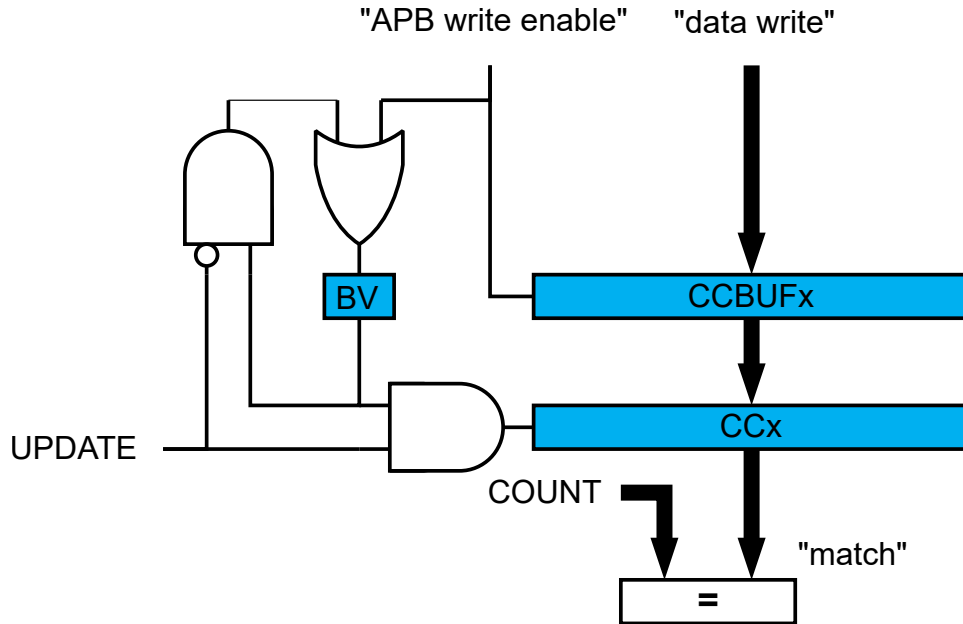 "APB write enable"
"data write"
BV
CCBUFx
CCx
UPDATE
COUNT
"match"
=